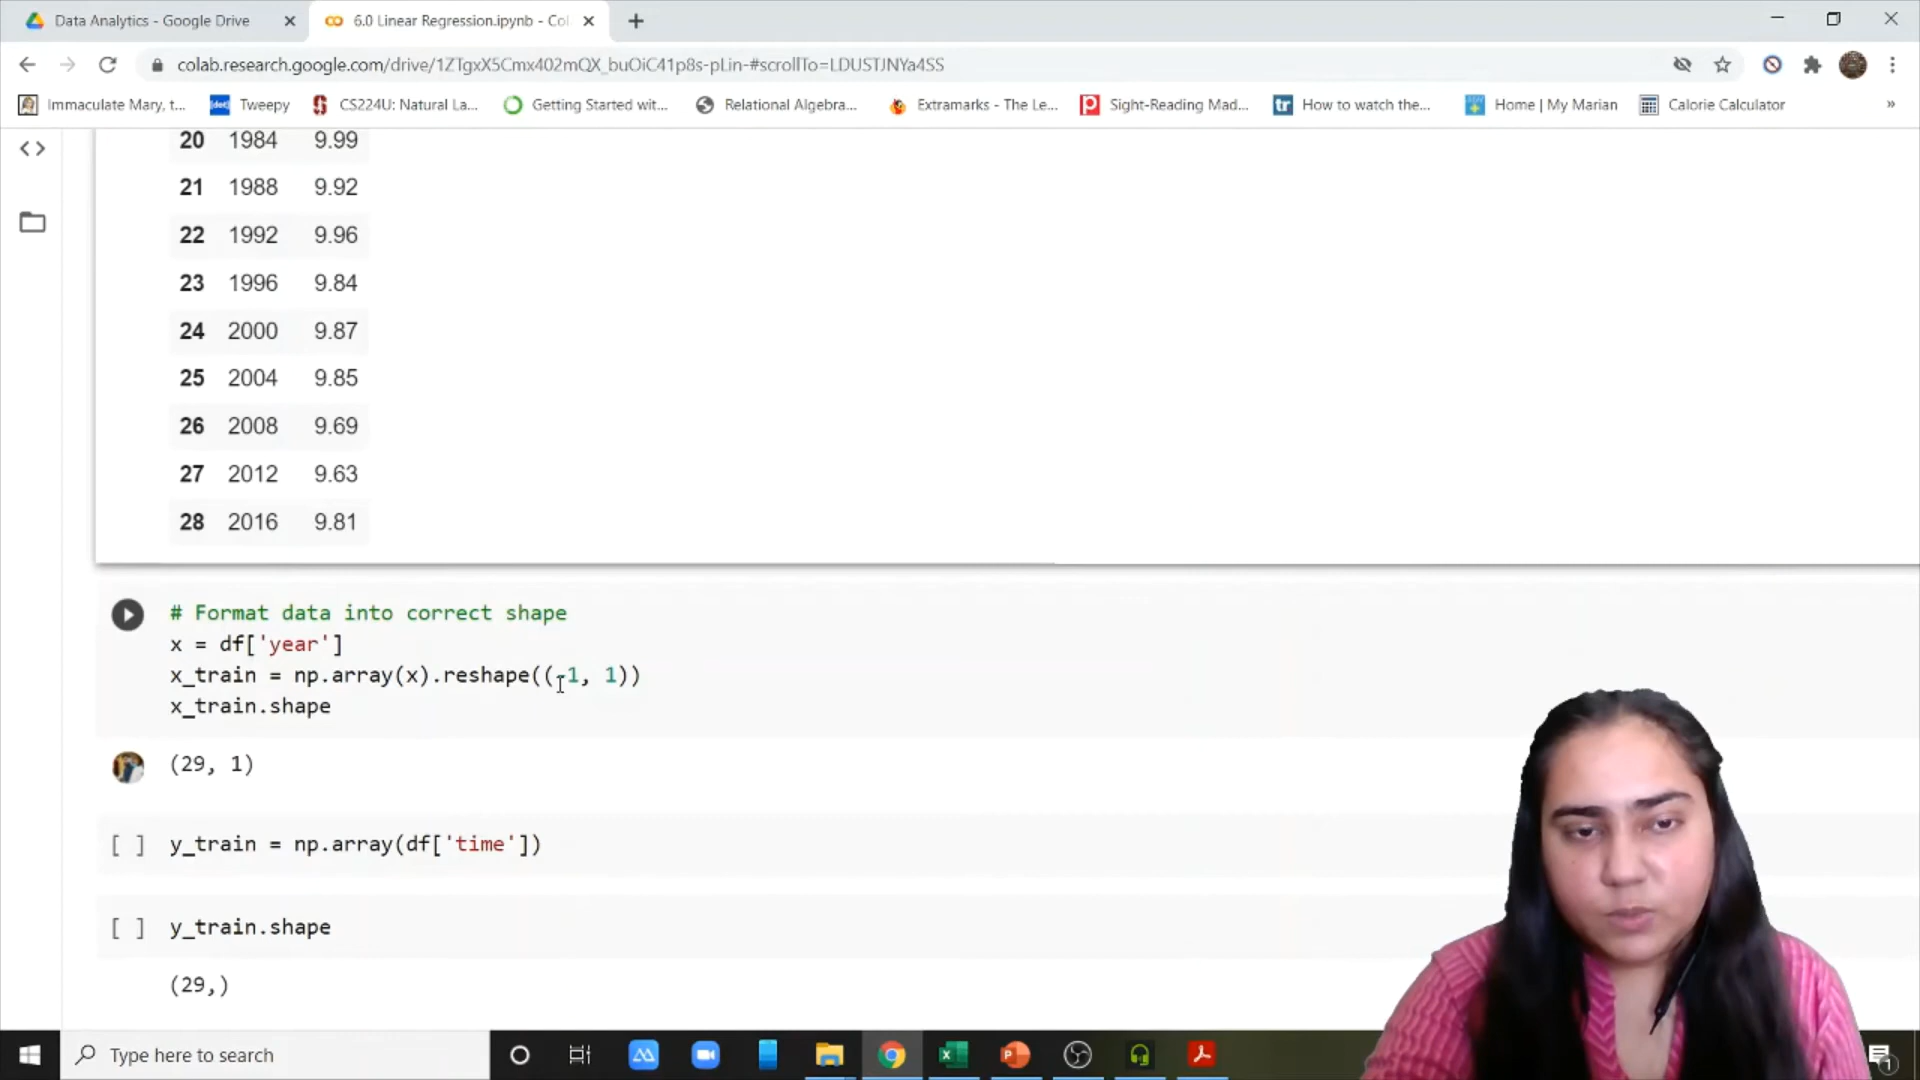 Data Analytics - Google Drive
6.0 Linear Regression.ipynb - Col
colab.research.google.com/drive/1ZTgxX5Cmx402mQX_buOiC41p8s-pLin-#scrollTo=LDUSTJNYa4SS
Immaculate Mary, t...
Tweepy
CS224U: Natural La...
Getting Started wit...
Relational Algebra...
Extramarks - The Le...
Sight-Reading Mad...
tr
How to watch the...
Home | My Marian
Calorie Calculator
20 1984 9.99
21 1988 9.92
22 1992 9.96
23 1996 9.84
24 2000 9.87
25 2004 9.85
26 2008 9.69
27 2012 9.63
28 2016 9.81
# Format data into correct shape
x = df['year']
x_train = np.array(x).reshape((-1, 1))
x_train.shape
(29, 1)
[ ] y_train = np.array(df['time'])
[ ] y_train.shape
(29,)
Type here to search